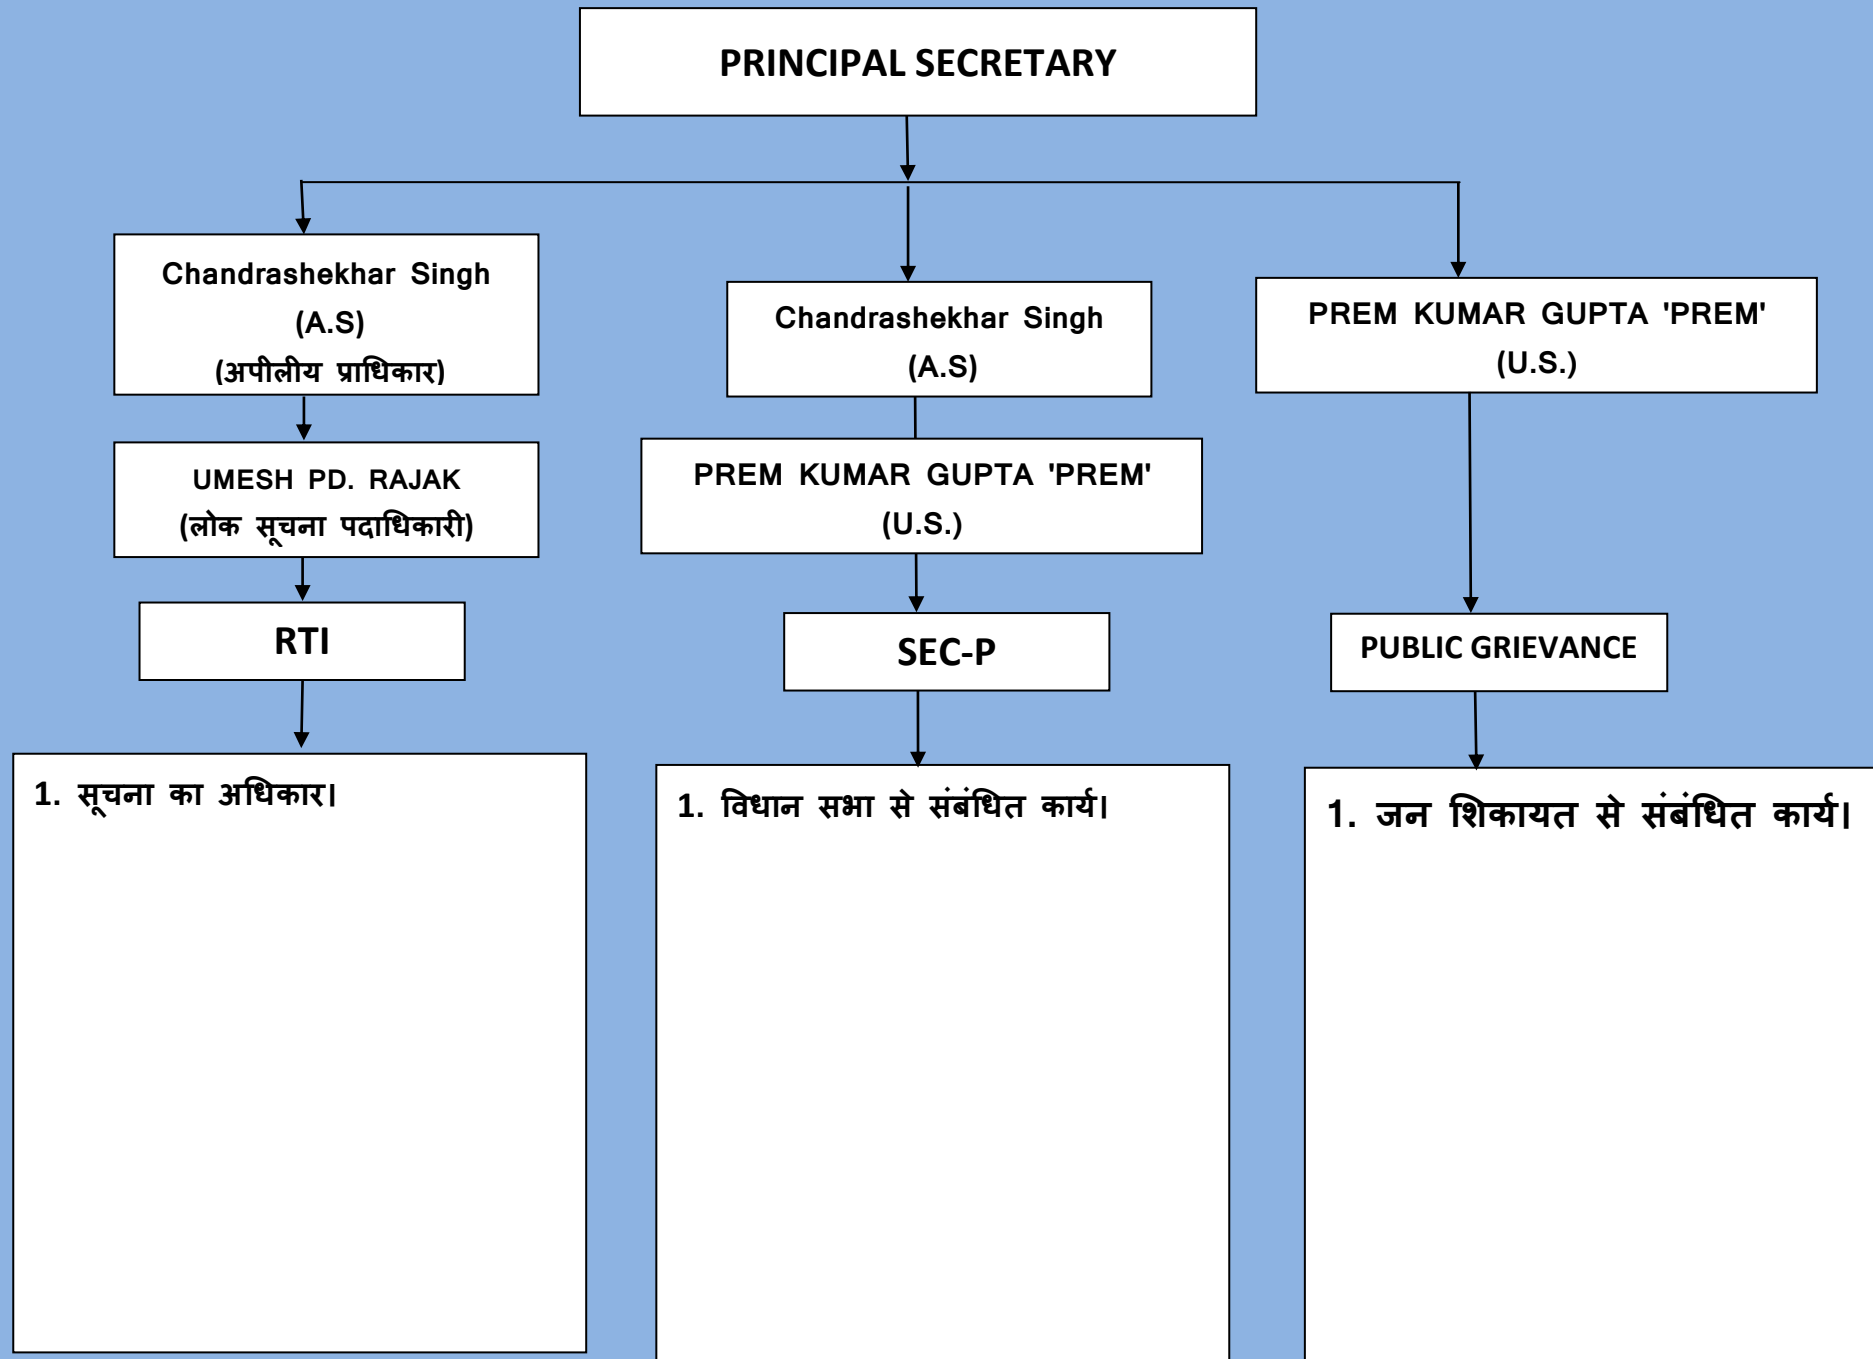 PRINCIPAL SECRETARY
Chandrashekhar Singh
(A.S)
(अपीलीय प्राधिकार)
UMESH PD. RAJAK
(लोक सूचना पदाधिकारी)
RTI
1. सूचना का अधिकार।
Chandrashekhar Singh
(A.S)
PREM KUMAR GUPTA 'PREM'
(U.S.)
SEC-P
1. विधान सभा से संबंधित कार्य।
PREM KUMAR GUPTA 'PREM'
(U.S.)
PUBLIC GRIEVANCE
1. जन शिकायत से संबंधित कार्य।